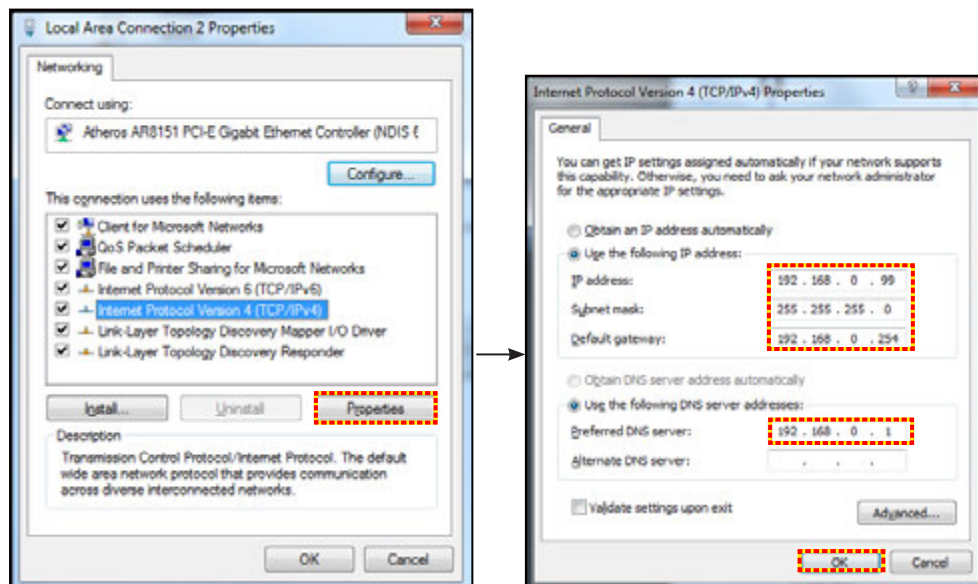 Local Area Connection 2 Properties
Networking
Connect using:
Atheros AR8151 PCI-E Gigabit Ethernet Controller (NDIS 6
Configure...
This connection uses the following items:
Client for Microsoft Networks
QoS Packet Scheduler
File and Printer Sharing for Microsoft Networks
Internet Protocol Version 6 (TCP/IPv6)
Internet Protocol Version 4 (TCP/IPv4)
Link-Layer Topology Discovery Mapper I/O Driver
Link-Layer Topology Discovery Responder
Install...
Uninstall
Properties
Description
Transmission Control Protocol/Internet Protocol. The default
wide area network protocol that provides communication
across diverse interconnected networks.
OK
Cancel
Internet Protocol Version 4 (TCP/IPv4) Properties
General
You can get IP settings assigned automatically if your network supports
this capability. Otherwise, you need to ask your network administrator
for the appropriate IP settings.
Obtain an IP address automatically
Use the following IP address:
IP address: 192 . 168 . 0 . 99
Subnet mask: 255 . 255 . 255 . 0
Default gateway: 192 . 168 . 0 . 254
Obtain DNS server address automatically
Use the following DNS server addresses:
Preferred DNS server: 192 . 168 . 0 . 1
Alternate DNS server: . . .
Validate settings upon exit
Advanced...
OK
Cancel